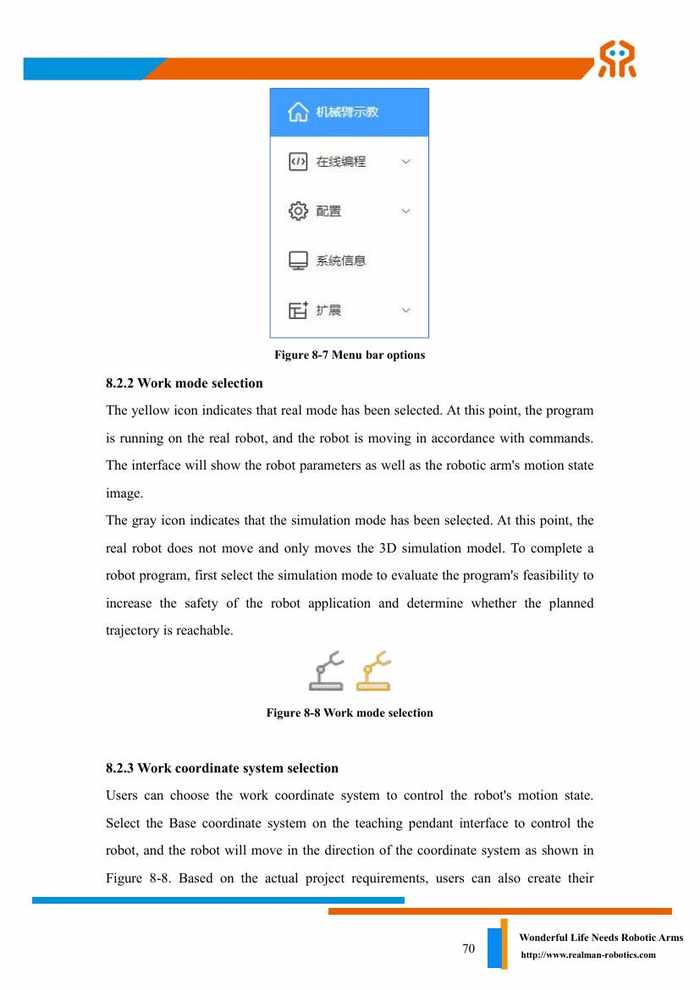 机械臂示教
在线编程
配置
系统信息
扩展
Figure 8-7 Menu bar options
8.2.2 Work mode selection
The yellow icon indicates that real mode has been selected. At this point, the program
is running on the real robot, and the robot is moving in accordance with commands.
The interface will show the robot parameters as well as the robotic arm's motion state
image.
The gray icon indicates that the simulation mode has been selected. At this point, the
real robot does not move and only moves the 3D simulation model. To complete a
robot program, first select the simulation mode to evaluate the program's feasibility to
increase the safety of the robot application and determine whether the planned
trajectory is reachable.
Figure 8-8 Work mode selection
8.2.3 Work coordinate system selection
Users can choose the work coordinate system to control the robot's motion state.
Select the Base coordinate system on the teaching pendant interface to control the
robot, and the robot will move in the direction of the coordinate system as shown in
Figure 8-8. Based on the actual project requirements, users can also create their
70
Wonderful Life Needs Robotic Arms
http://www.realman-robotics.com